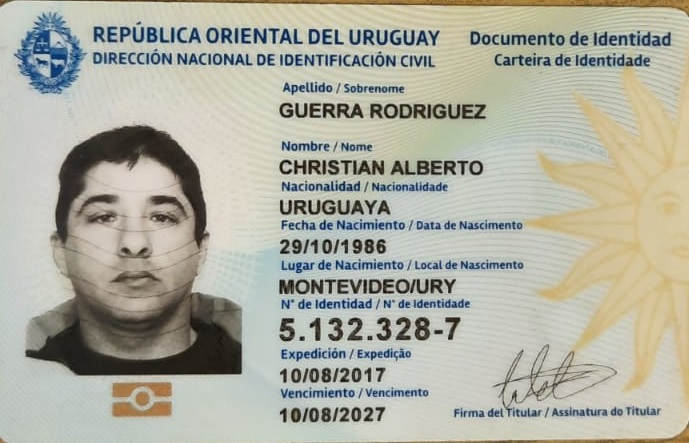 REPÚBLICA ORIENTAL DEL URUGUAY
DIRECCIÓN NACIONAL DE IDENTIFICACIÓN CIVIL
Documento de Identidad
Carteira de Identidade
Apellido / Sobrenome
GUERRA RODRIGUEZ
Nombre / Nome
CHRISTIAN ALBERTO
Nacionalidad / Nacionalidade
URUGUAYA
Fecha de Nacimiento / Data de Nascimento
29/10/1986
Lugar de Nacimiento / Local de Nascimento
MONTEVIDEO/URY
N° de Identidad / N° de Identidade
5.132.328-7
Expedición / Expedição
10/08/2017
Vencimiento / Vencimento
10/08/2027
Firma del Titular / Assinatura do Titular